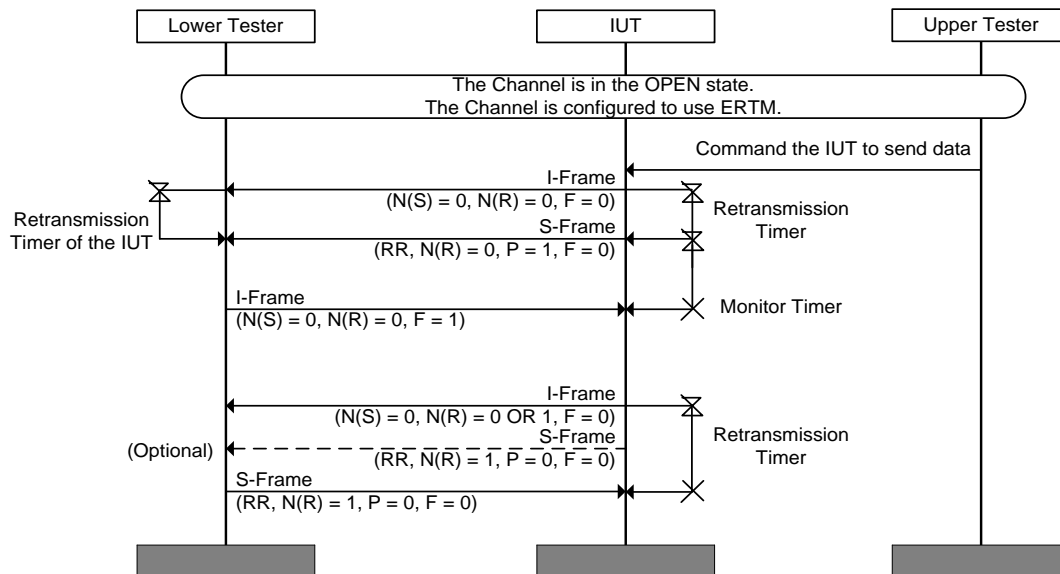 Lower Tester
IUT
Upper Tester
The Channel is in the OPEN state.
The Channel is configured to use ERTM.
Command the IUT to send data
I-Frame
(N(S) = 0, N(R) = 0, F = 0)
Retransmission
Timer of the IUT
Retransmission
Timer
S-Frame
(RR, N(R) = 0, P = 1, F = 0)
I-Frame
(N(S) = 0, N(R) = 0, F = 1)
Monitor Timer
I-Frame
(N(S) = 0, N(R) = 0 OR 1, F = 0)
Retransmission
Timer
(Optional)
S-Frame
(RR, N(R) = 1, P = 0, F = 0)
S-Frame
(RR, N(R) = 1, P = 0, F = 0)